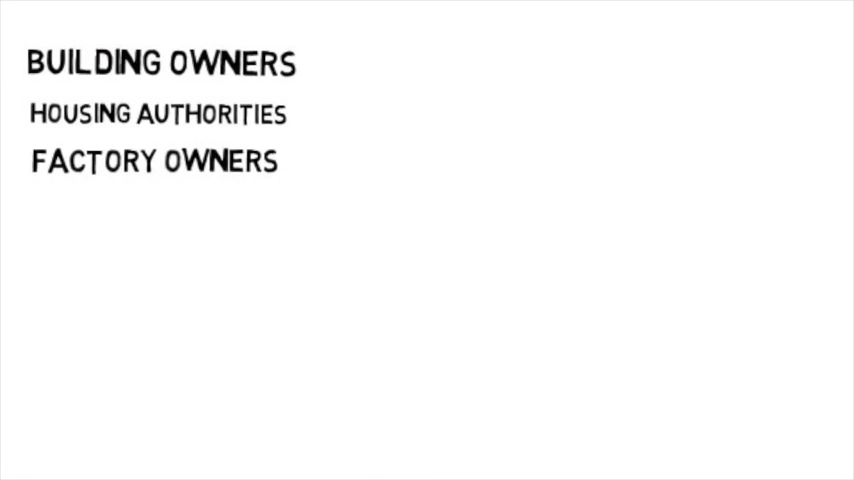 BUILDING OWNERS
HOUSING AUTHORITIES
FACTORY OWNERS